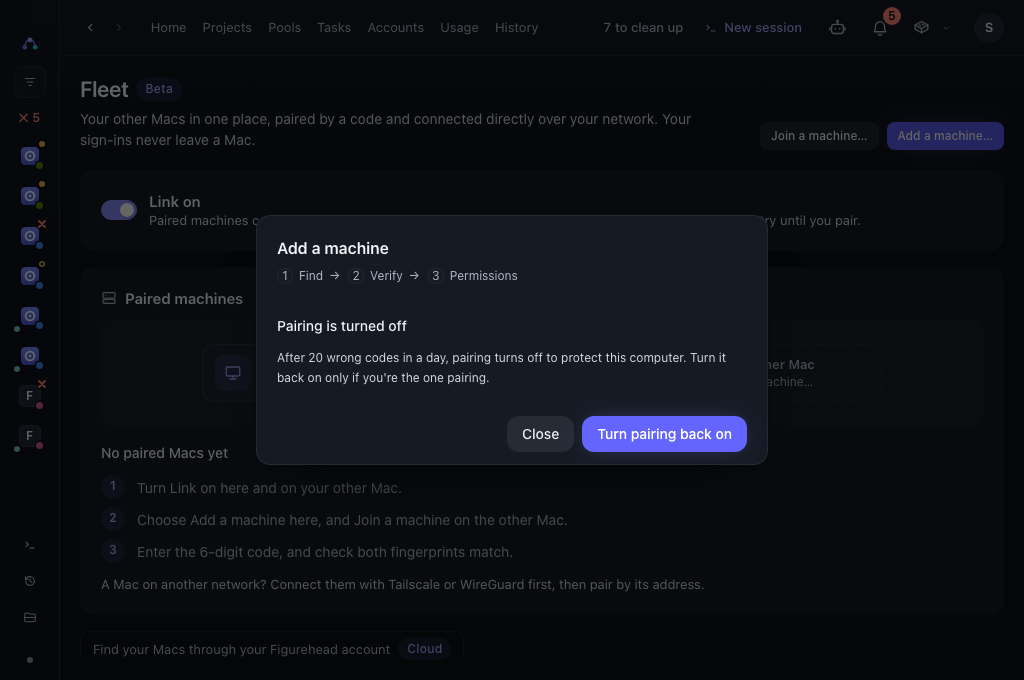 Home Projects Pools Tasks Accounts Usage History 7 to clean up New session 5 S
5
Fleet Beta
Your other Macs in one place, paired by a code and connected directly over your network. Your
sign-ins never leave a Mac.
Join a machine... Add a machine...
Link on
Paired machines
try until you pair.
Add a machine
1 Find → 2 Verify → 3 Permissions
Pairing is turned off
After 20 wrong codes in a day, pairing turns off to protect this computer. Turn it
back on only if you're the one pairing.
Close Turn pairing back on
Paired machines
Mac
F
F
No paired Macs yet
1 Turn Link on here and on your other Mac.
2 Choose Add a machine here, and Join a machine on the other Mac.
3 Enter the 6-digit code, and check both fingerprints match.
A Mac on another network? Connect them with Tailscale or WireGuard first, then pair by its address.
Find your Macs through your Figurehead account Cloud